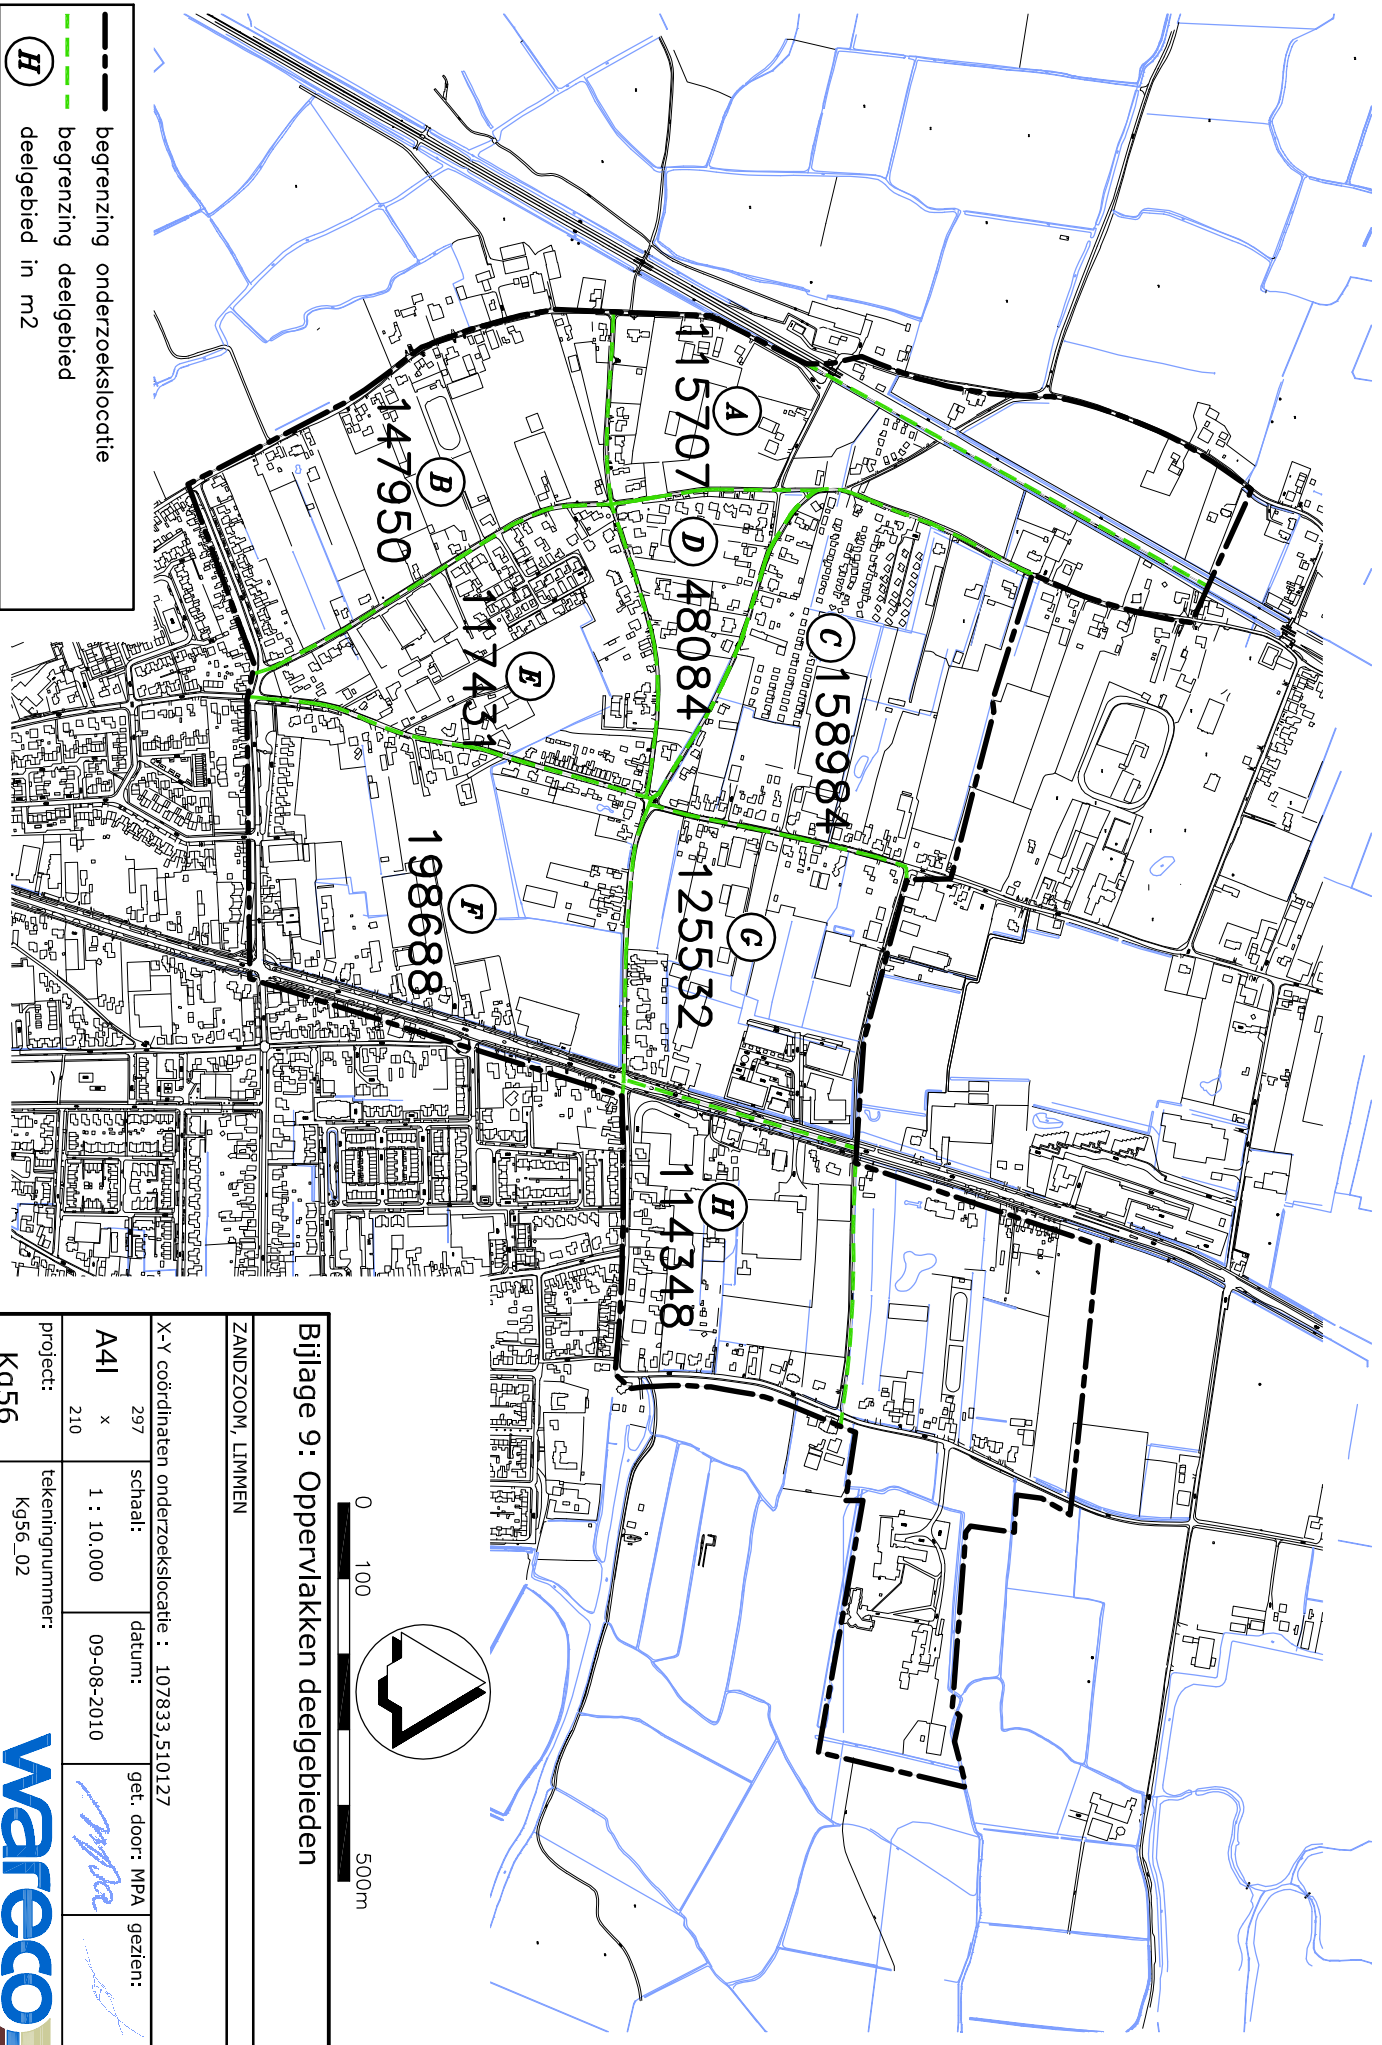 A
115707
B
147950
C
158984
D
48084
E
117431
F
198688
G
125532
H
114348
begrenzing onderzoekslocatie
begrenzing deelgebied
H
deelgebied in m2
0 100 500m
Bijlage 9: Oppervlakken deelgebieden
ZANDZOOM, LIMMEN
X-Y coördinaten onderzoekslocatie : 107833,510127
A4l
297
x
210
schaal:
1 : 10.000
datum:
09-08-2010
get. door: MPA
gezien:
project:
Kg56
tekeningnummer:
Kg56_02
wareco